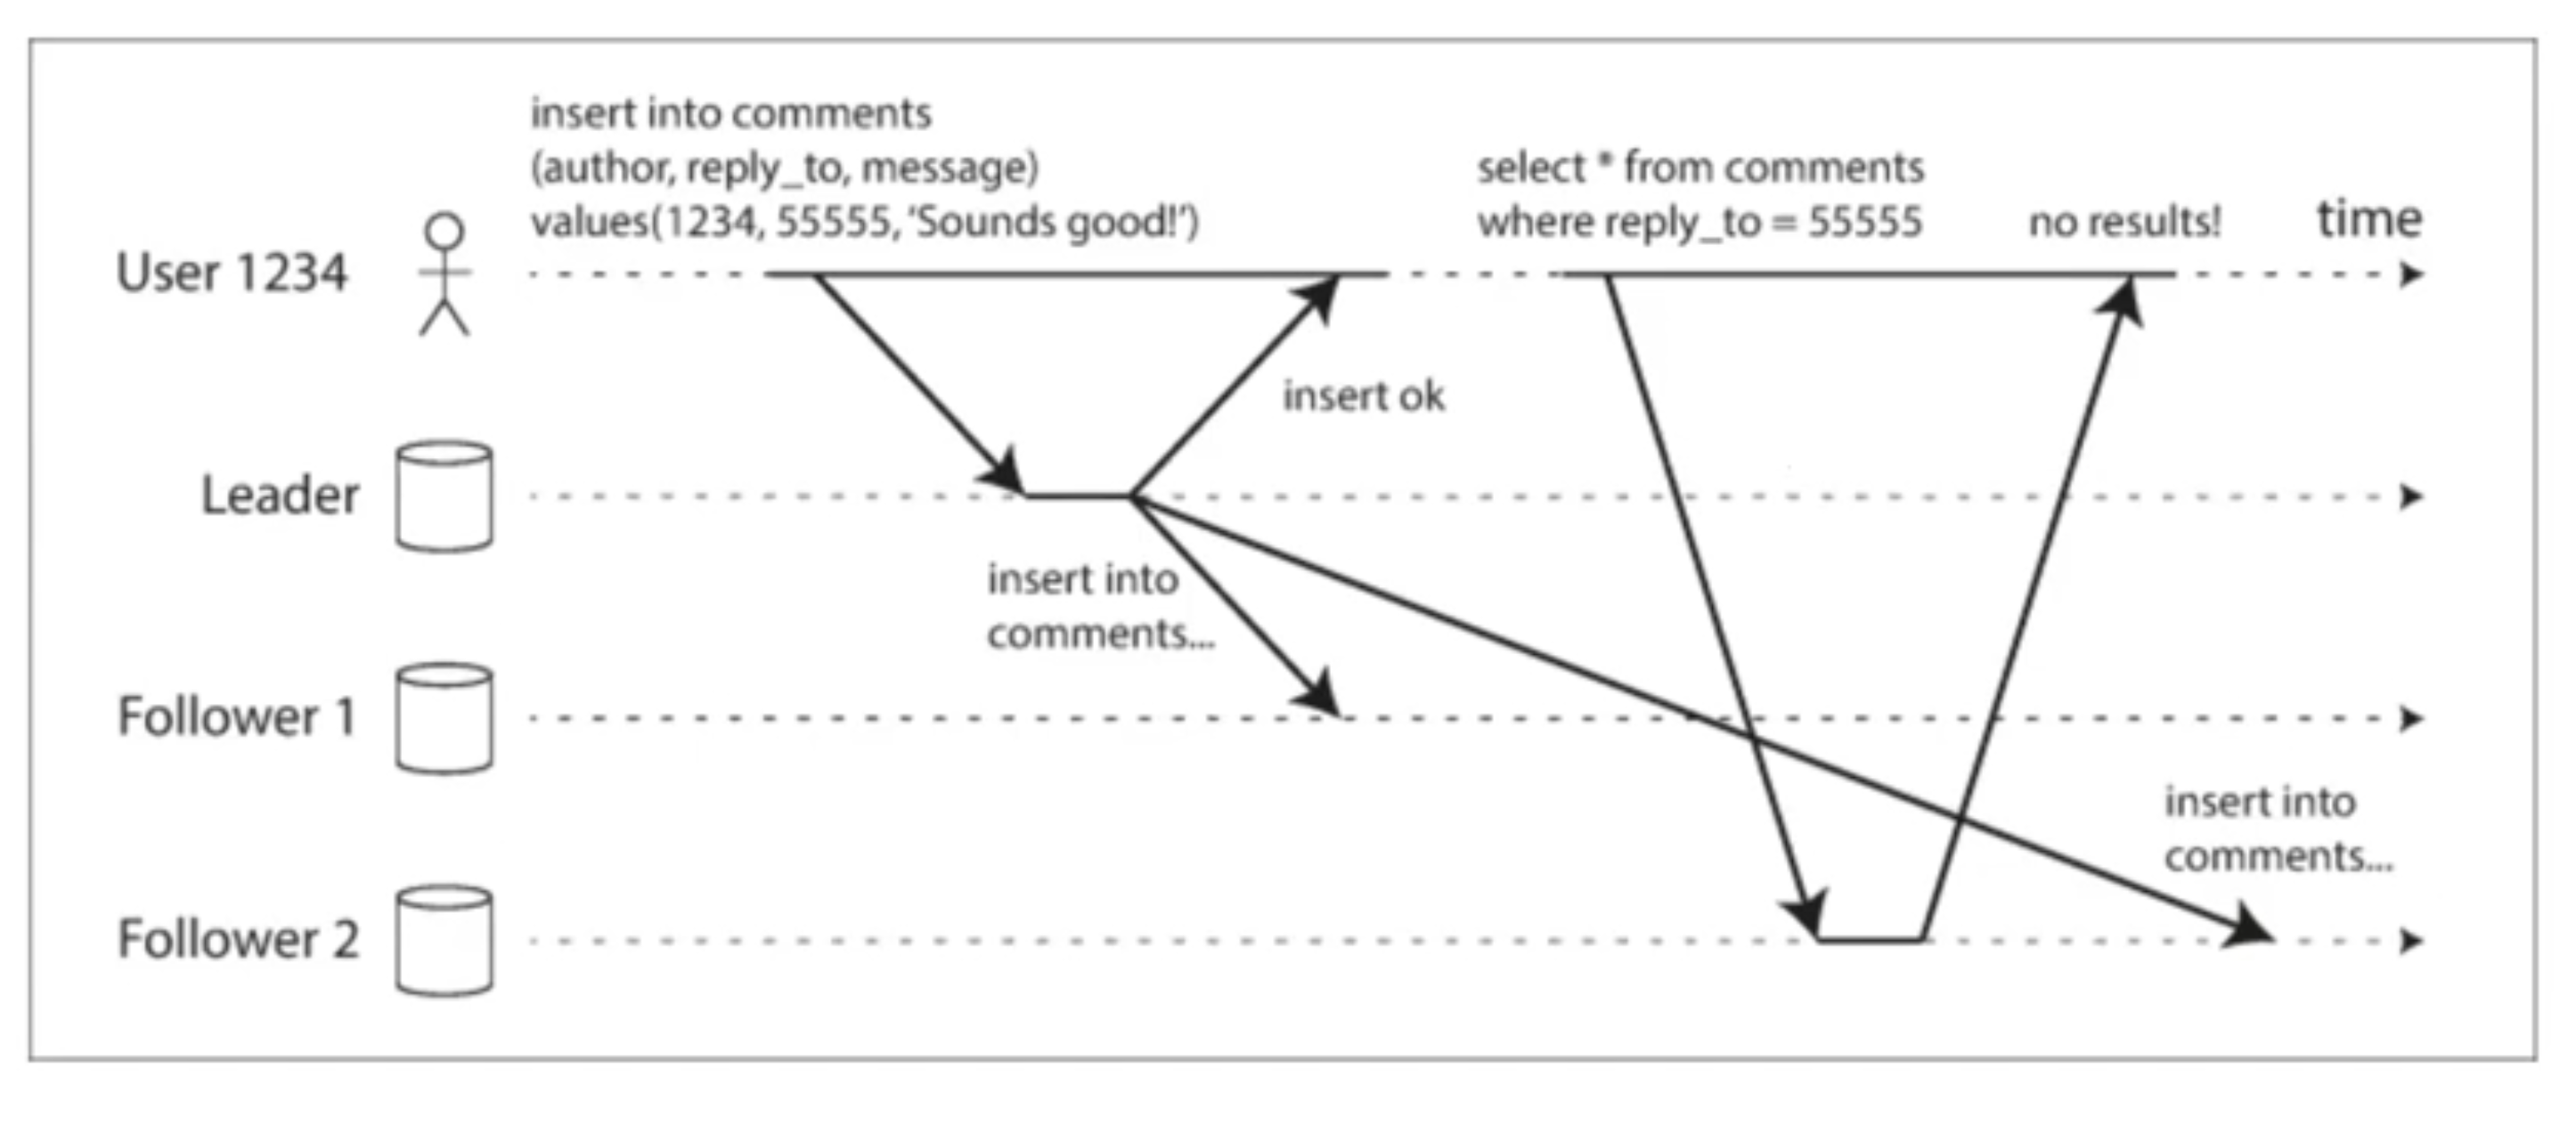 insert into comments
(author, reply_to, message)
values(1234, 55555, ‘Sounds good!’)
select * from comments
where reply_to = 55555
no results!
time
User 1234
insert ok
Leader
insert into
comments...
Follower 1
insert into
comments...
Follower 2